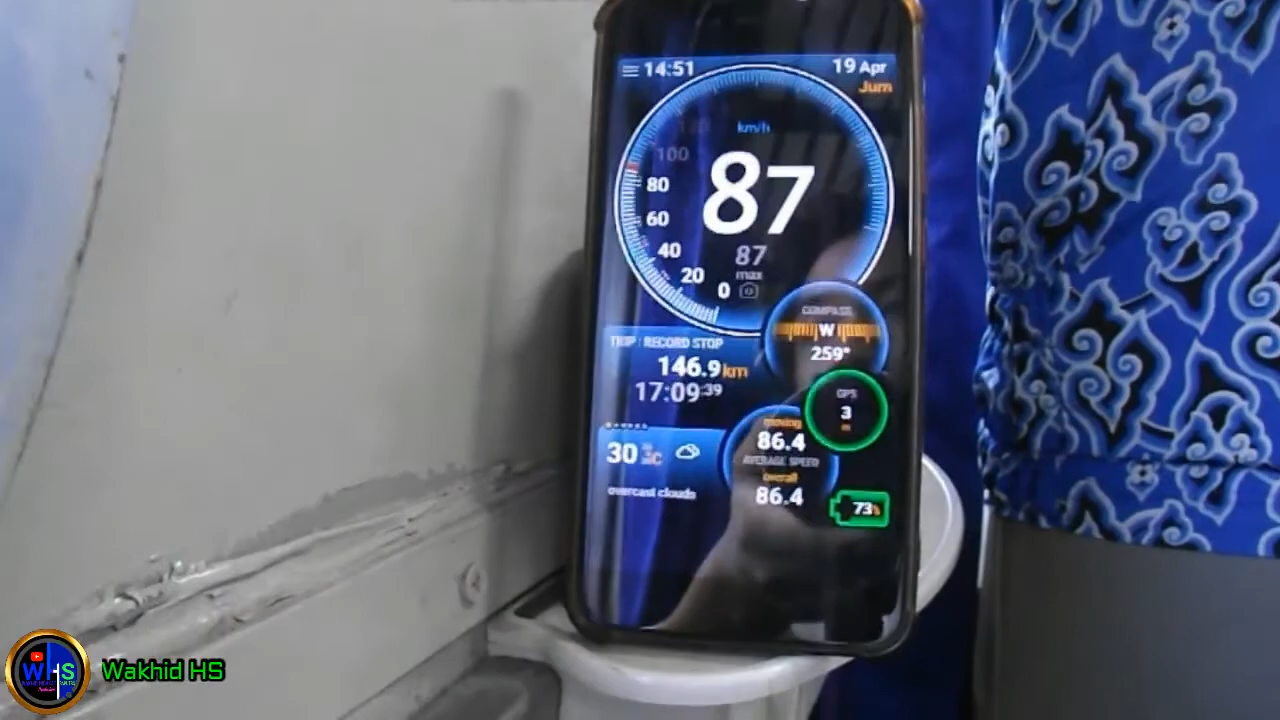 14:51
19 Apr
Jum
km/h
120
100
80
60
40
20
0
87
87
max
COMPASS
W
259°
TRIP : RECORD STOP
146.9 km
17:09:39
GPS
3
m
moving
86.4
AVERAGE SPEED
overall
86.4
30
°C
overcast clouds
73%
WHS
Wakhid HS